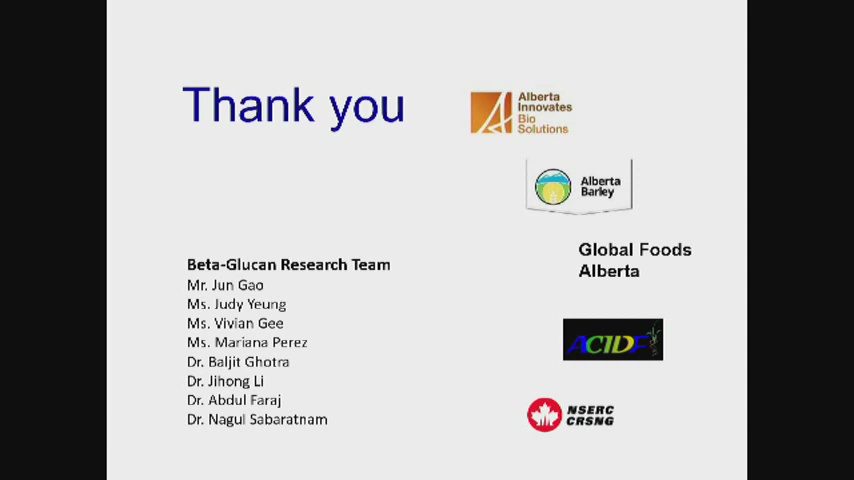 Thank you
Alberta
Innovates
Bio
Solutions
Alberta
Barley
Global Foods
Alberta
Beta-Glucan Research Team
Mr. Jun Gao
Ms. Judy Yeung
Ms. Vivian Gee
Ms. Mariana Perez
Dr. Baljit Ghotra
Dr. Jihong Li
Dr. Abdul Faraj
Dr. Nagul Sabaratnam
ACIDF
NSERC
CRSNG